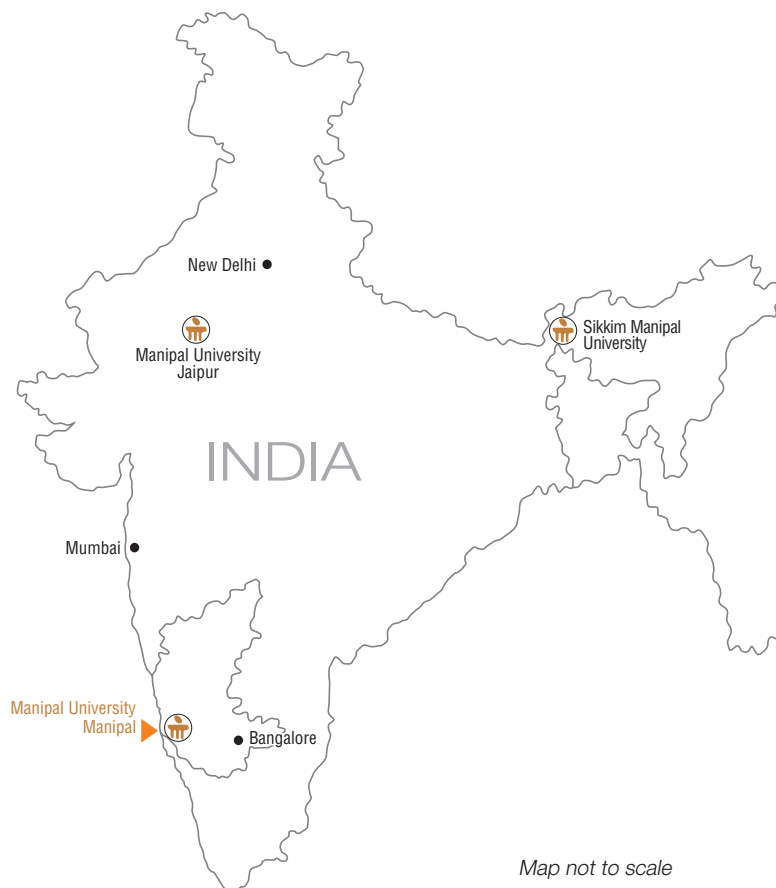 New Delhi
Manipal University
Jaipur
Sikkim Manipal
University
INDIA
Mumbai
Manipal University
Manipal
Bangalore
Map not to scale